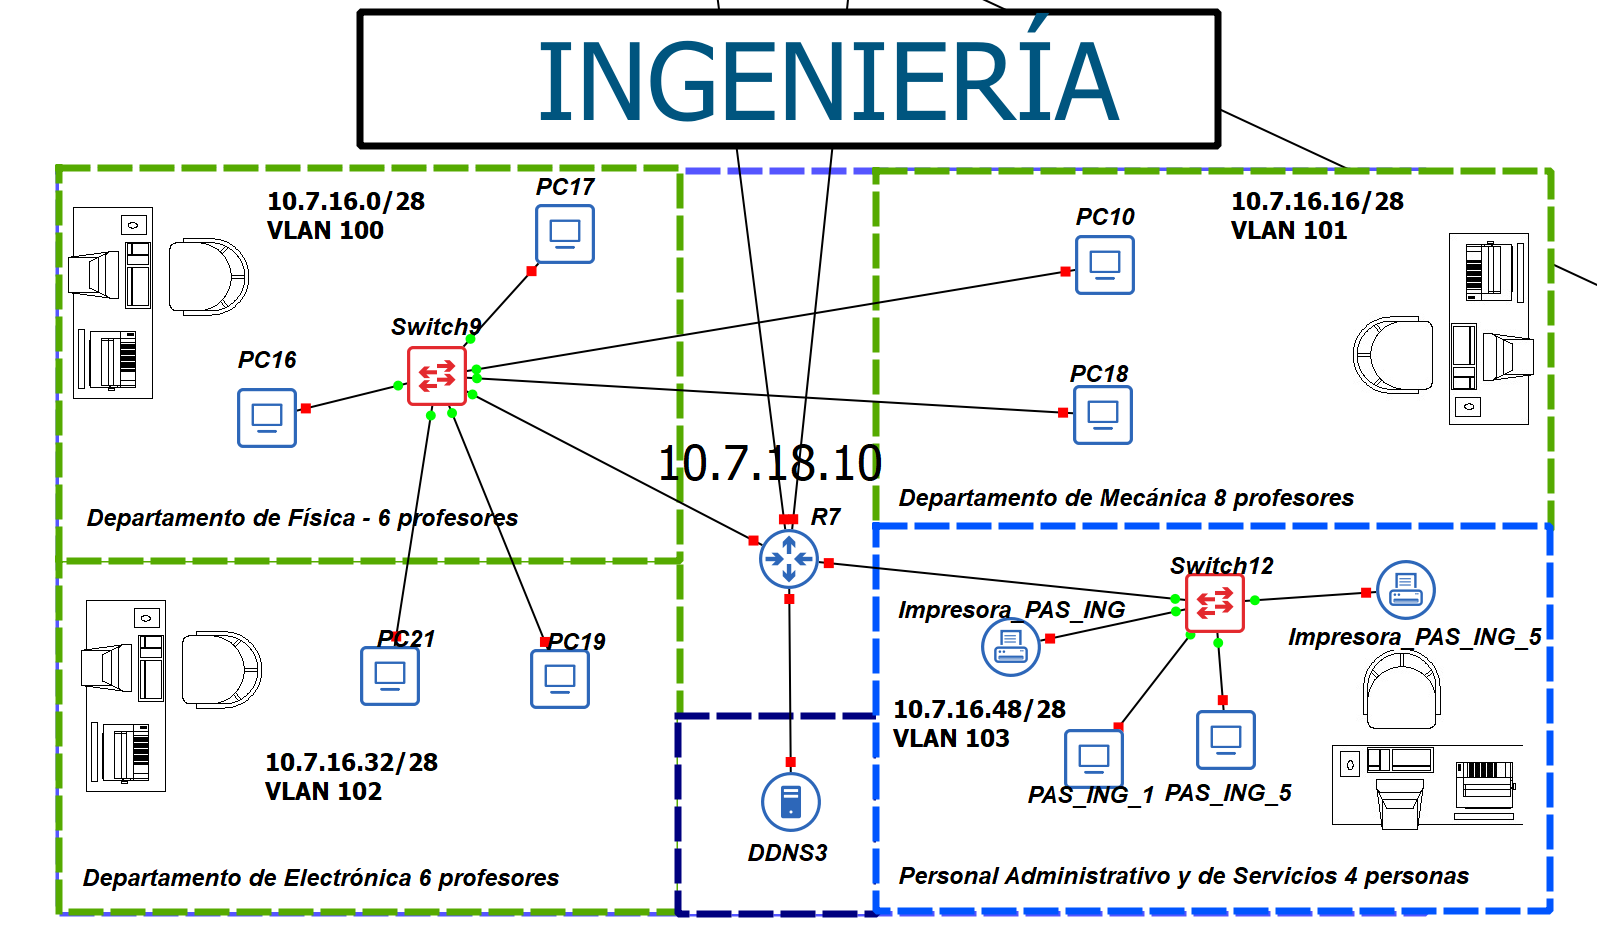 INGENIERÍA
10.7.16.0/28
VLAN 100
PC17
Switch9
PC16
Departamento de Física - 6 profesores
10.7.16.16/28
VLAN 101
PC10
PC18
Departamento de Mecánica 8 profesores
10.7.18.10
R7
PC21
PC19
10.7.16.32/28
VLAN 102
Departamento de Electrónica 6 profesores
DDNS3
Switch12
Impresora_PAS_ING
Impresora_PAS_ING_5
10.7.16.48/28
VLAN 103
PAS_ING_1
PAS_ING_5
Personal Administrativo y de Servicios 4 personas